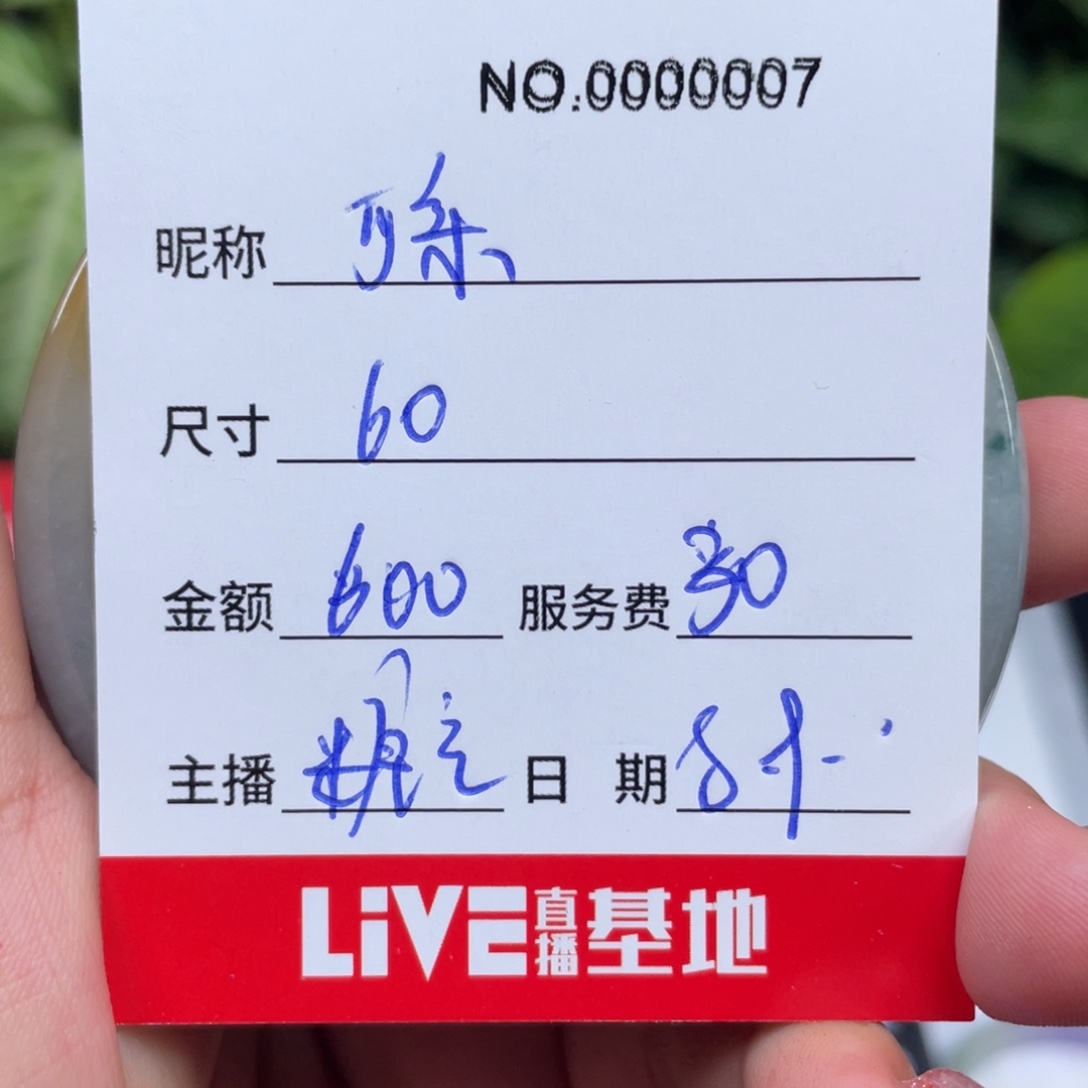 NO.0000007
昵称
尺寸 60
金额 600 服务费 30
主播 日 期
LiVE直播基地